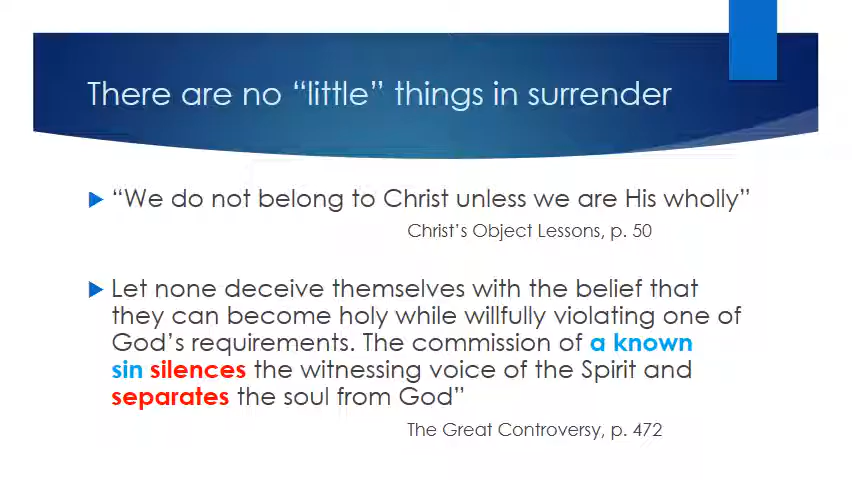 There are no “little” things in surrender
“We do not belong to Christ unless we are His wholly”
Christ’s Object Lessons, p. 50
Let none deceive themselves with the belief that
they can become holy while willfully violating one of
God’s requirements. The commission of a known
sin silences the witnessing voice of the Spirit and
separates the soul from God”
The Great Controversy, p. 472